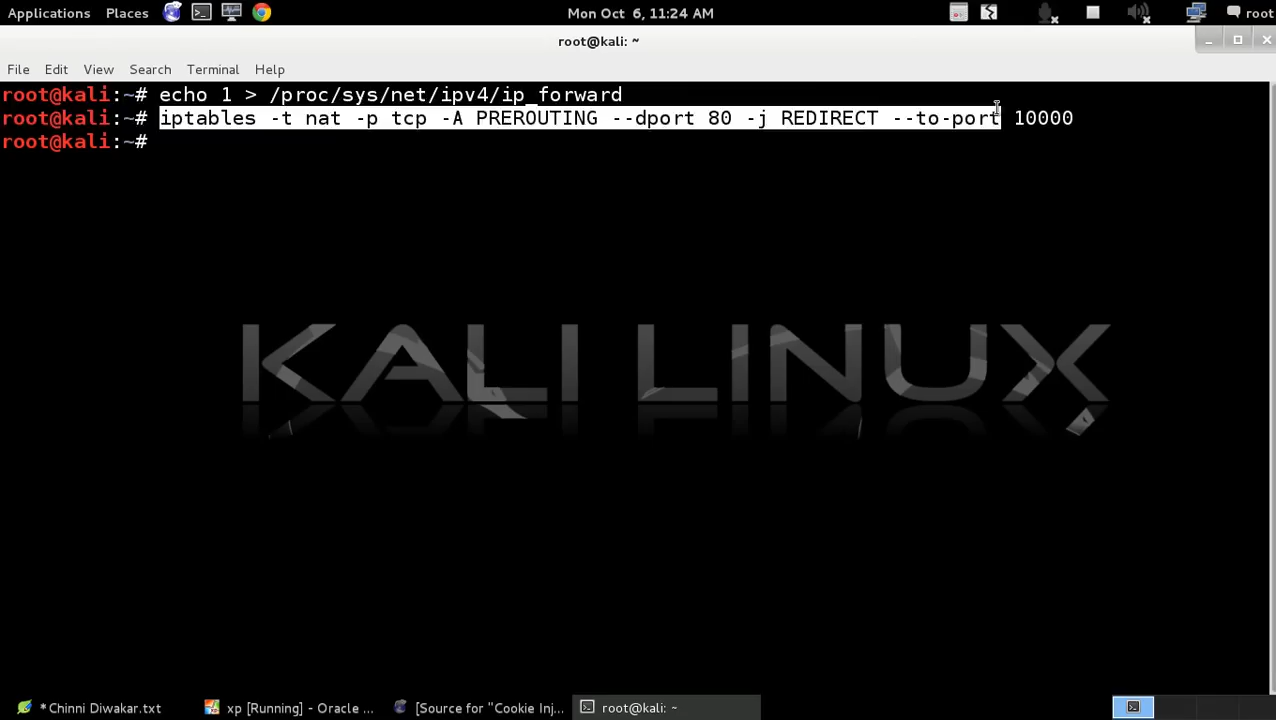 Applications Places Mon Oct 6, 11:24 AM root
root@kali: ~
File Edit View Search Terminal Help
root@kali:~# echo 1 > /proc/sys/net/ipv4/ip_forward
root@kali:~# iptables -t nat -p tcp -A PREROUTING --dport 80 -j REDIRECT --to-port 10000
root@kali:~#
KALI LINUX
*Chinni Diwakar.txt xp [Running] - Oracle ... [Source for "Cookie Inj... root@kali: ~